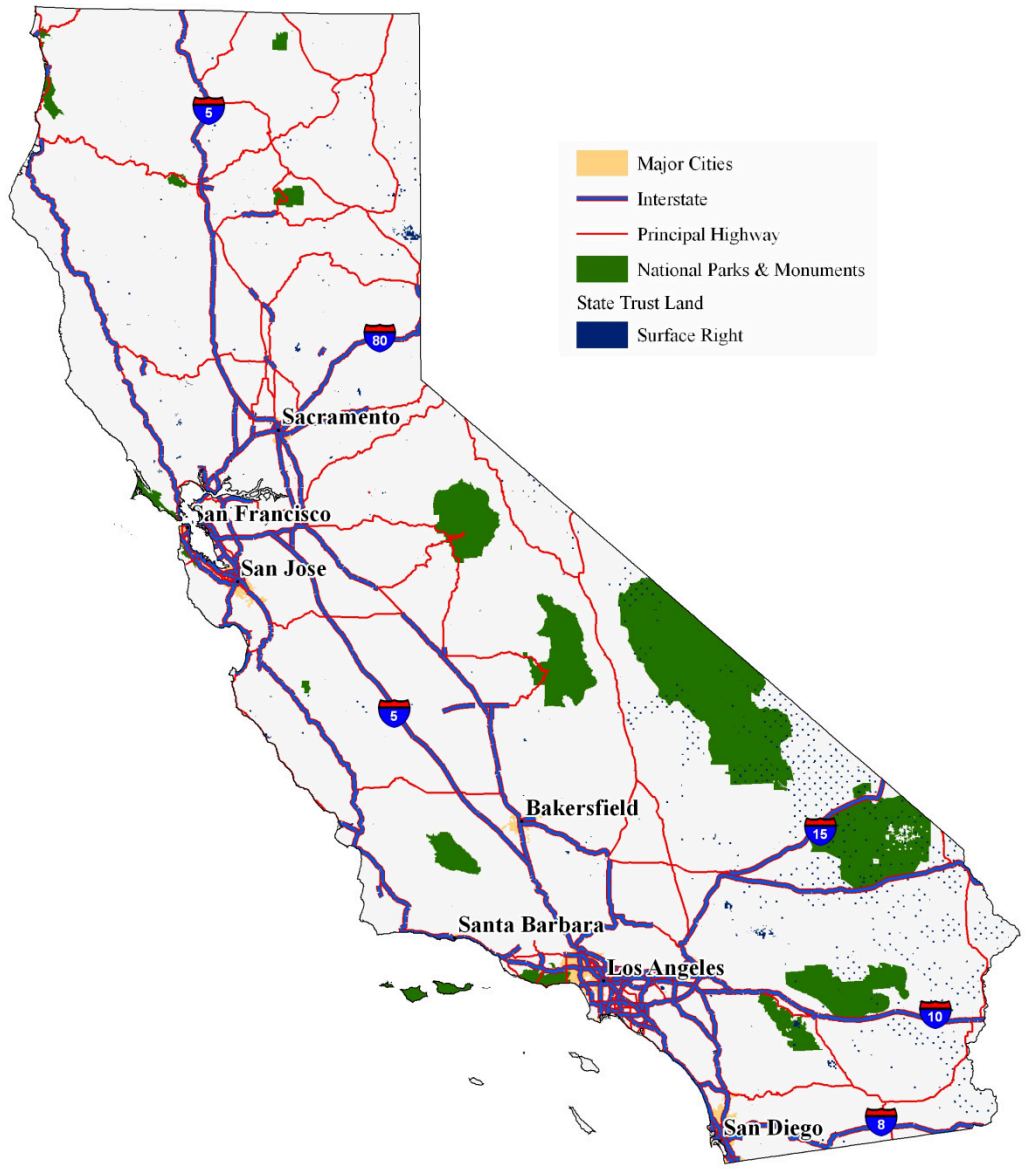 5
Major Cities
Interstate
Principal Highway
National Parks & Monuments
State Trust Land
Surface Right
80
Sacramento
San Francisco
San Jose
5
Bakersfield
15
Santa Barbara
Los Angeles
10
San Diego
8